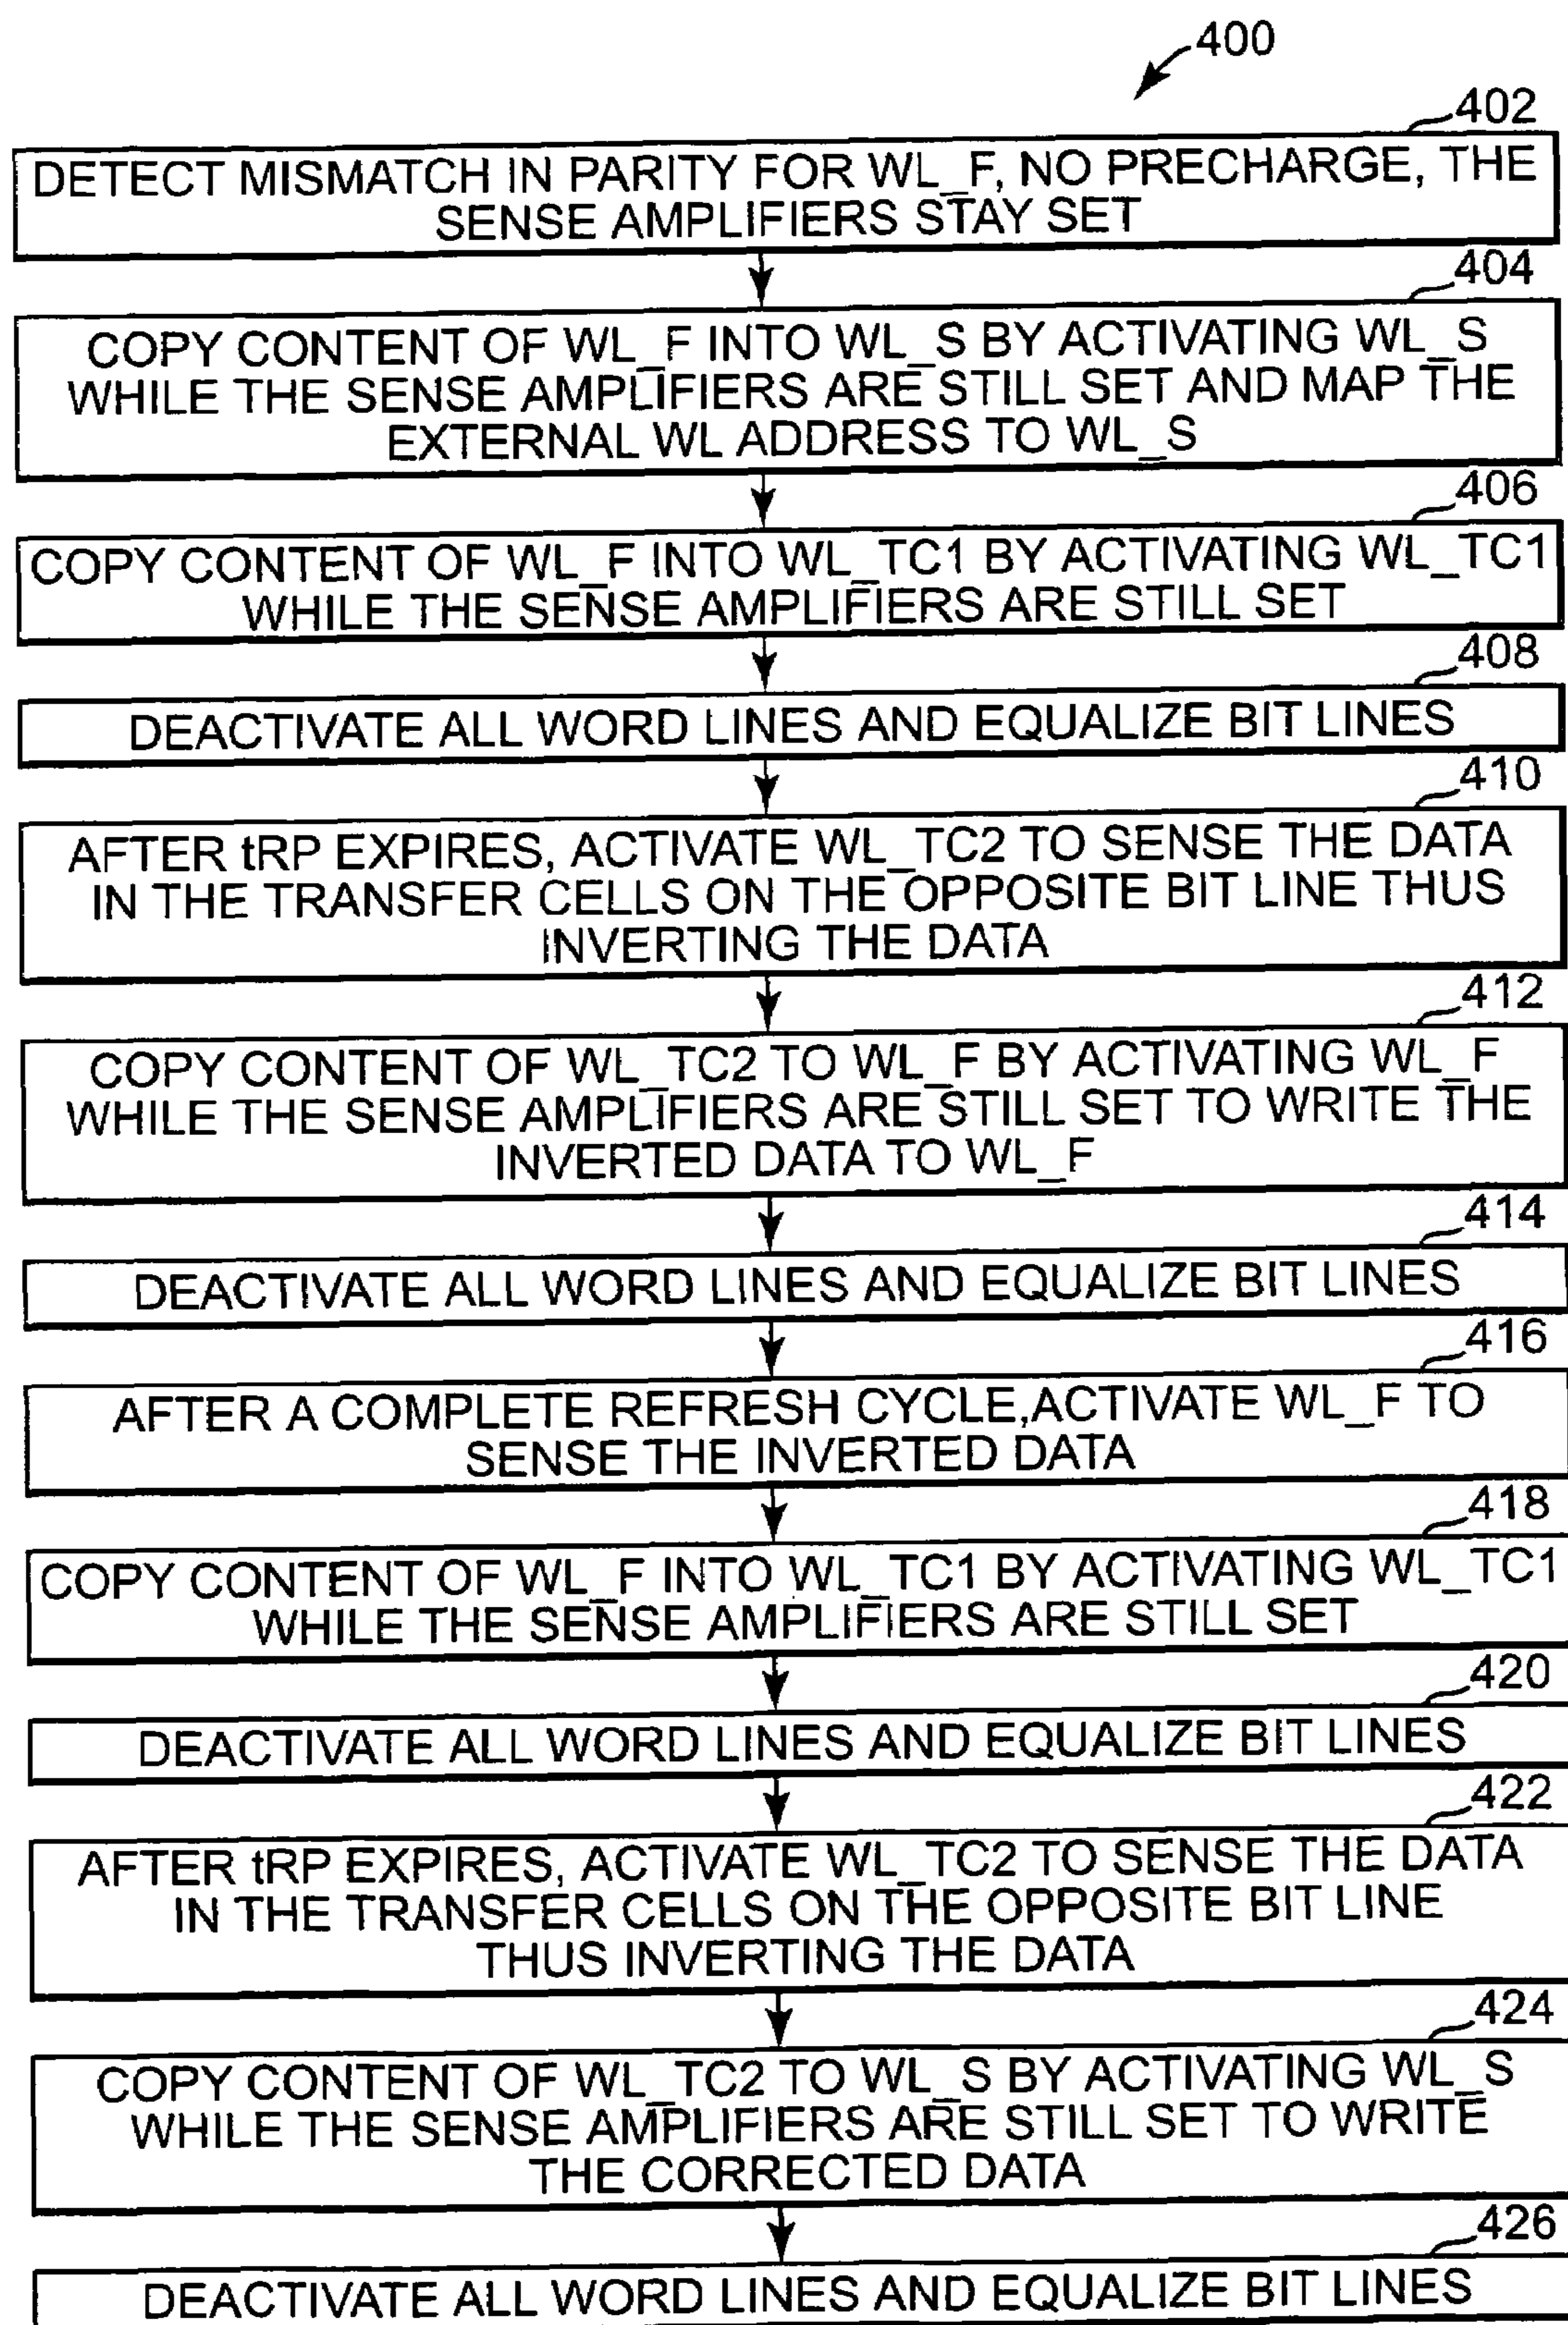 400
402
DETECT MISMATCH IN PARITY FOR WL_F, NO PRECHARGE, THE
SENSE AMPLIFIERS STAY SET
404
COPY CONTENT OF WL_F INTO WL_S BY ACTIVATING WL_S
WHILE THE SENSE AMPLIFIERS ARE STILL SET AND MAP THE
EXTERNAL WL ADDRESS TO WL_S
406
COPY CONTENT OF WL_F INTO WL_TC1 BY ACTIVATING WL_TC1
WHILE THE SENSE AMPLIFIERS ARE STILL SET
408
DEACTIVATE ALL WORD LINES AND EQUALIZE BIT LINES
410
AFTER tRP EXPIRES, ACTIVATE WL_TC2 TO SENSE THE DATA
IN THE TRANSFER CELLS ON THE OPPOSITE BIT LINE THUS
INVERTING THE DATA
412
COPY CONTENT OF WL_TC2 TO WL_F BY ACTIVATING WL_F
WHILE THE SENSE AMPLIFIERS ARE STILL SET TO WRITE THE
INVERTED DATA TO WL_F
414
DEACTIVATE ALL WORD LINES AND EQUALIZE BIT LINES
416
AFTER A COMPLETE REFRESH CYCLE,ACTIVATE WL_F TO
SENSE THE INVERTED DATA
418
COPY CONTENT OF WL_F INTO WL_TC1 BY ACTIVATING WL_TC1
WHILE THE SENSE AMPLIFIERS ARE STILL SET
420
DEACTIVATE ALL WORD LINES AND EQUALIZE BIT LINES
422
AFTER tRP EXPIRES, ACTIVATE WL_TC2 TO SENSE THE DATA
IN THE TRANSFER CELLS ON THE OPPOSITE BIT LINE
THUS INVERTING THE DATA
424
COPY CONTENT OF WL_TC2 TO WL_S BY ACTIVATING WL_S
WHILE THE SENSE AMPLIFIERS ARE STILL SET TO WRITE
THE CORRECTED DATA
426
DEACTIVATE ALL WORD LINES AND EQUALIZE BIT LINES